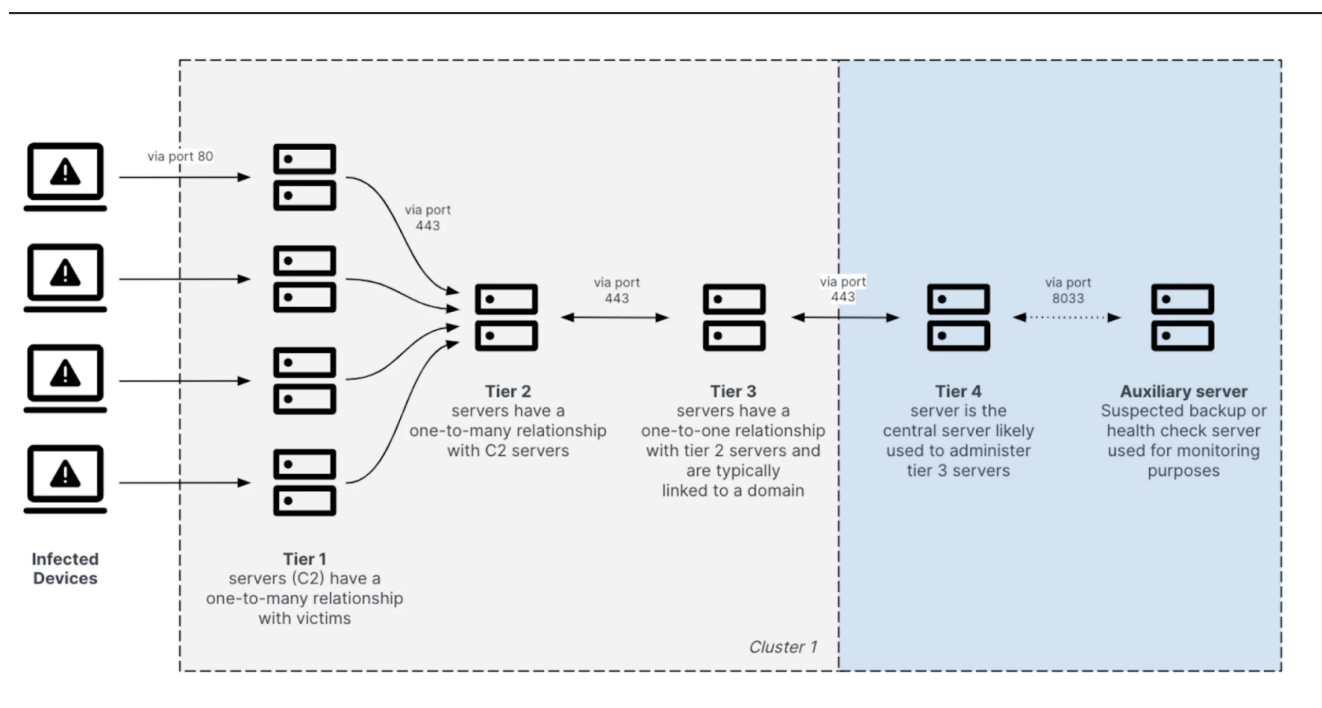 via port 80
via port
443
via port
443
via port
443
via port
8033
Tier 2
servers have a
one-to-many relationship
with C2 servers
Tier 3
servers have a
one-to-one relationship
with tier 2 servers and
are typically
linked to a domain
Tier 4
server is the
central server likely
used to administer
tier 3 servers
Auxiliary server
Suspected backup or
health check server
used for monitoring
purposes
Infected
Devices
Tier 1
servers (C2) have a
one-to-many relationship
with victims
Cluster 1